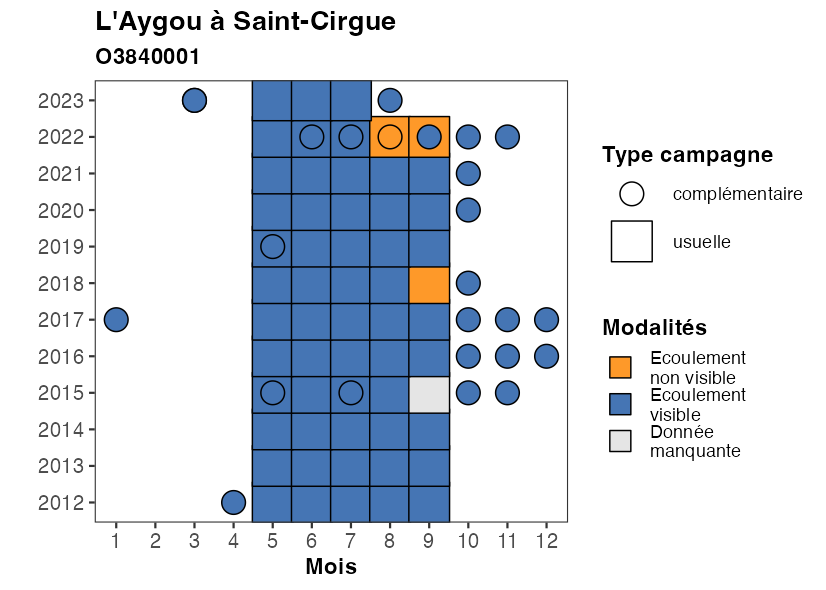 L'Aygou à Saint-Cirgue
O3840001
2023
2022
2021
2020
2019
2018
2017
2016
2015
2014
2013
2012
1 2 3 4 5 6 7 8 9 10 11 12
Mois
Type campagne
complémentaire
usuelle
Modalités
Ecoulement
non visible
Ecoulement
visible
Donnée
manquante